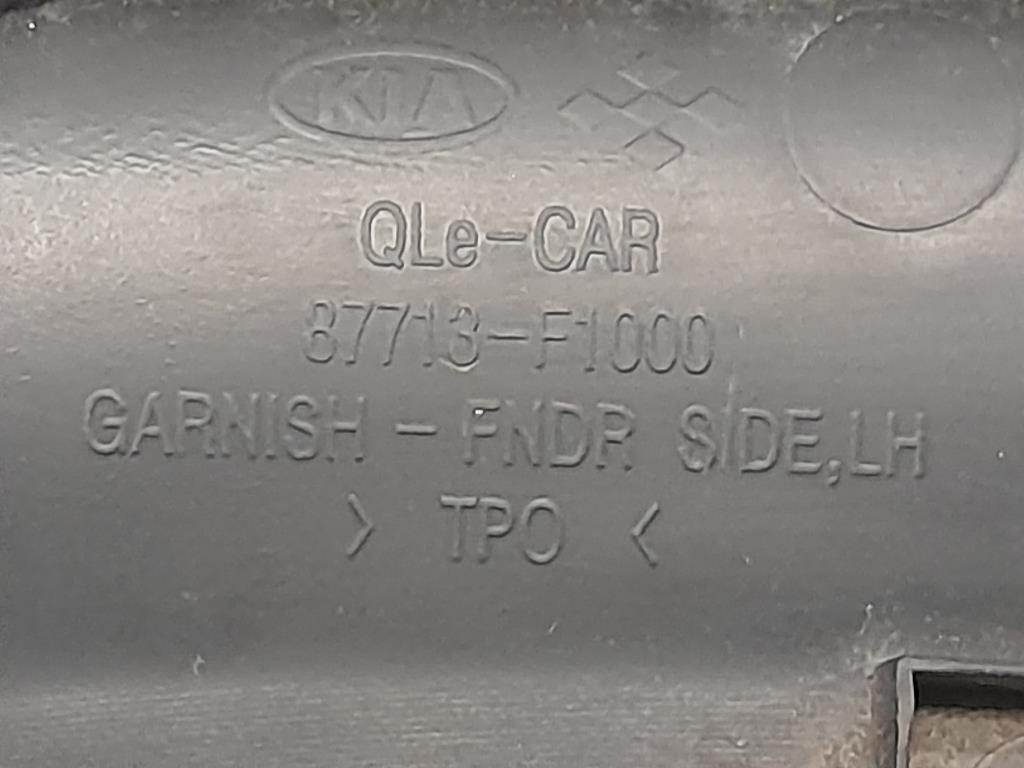 KIA
QLe-CAR
87713-F1000
GARNISH - FNDR SIDE,LH
> TPO <